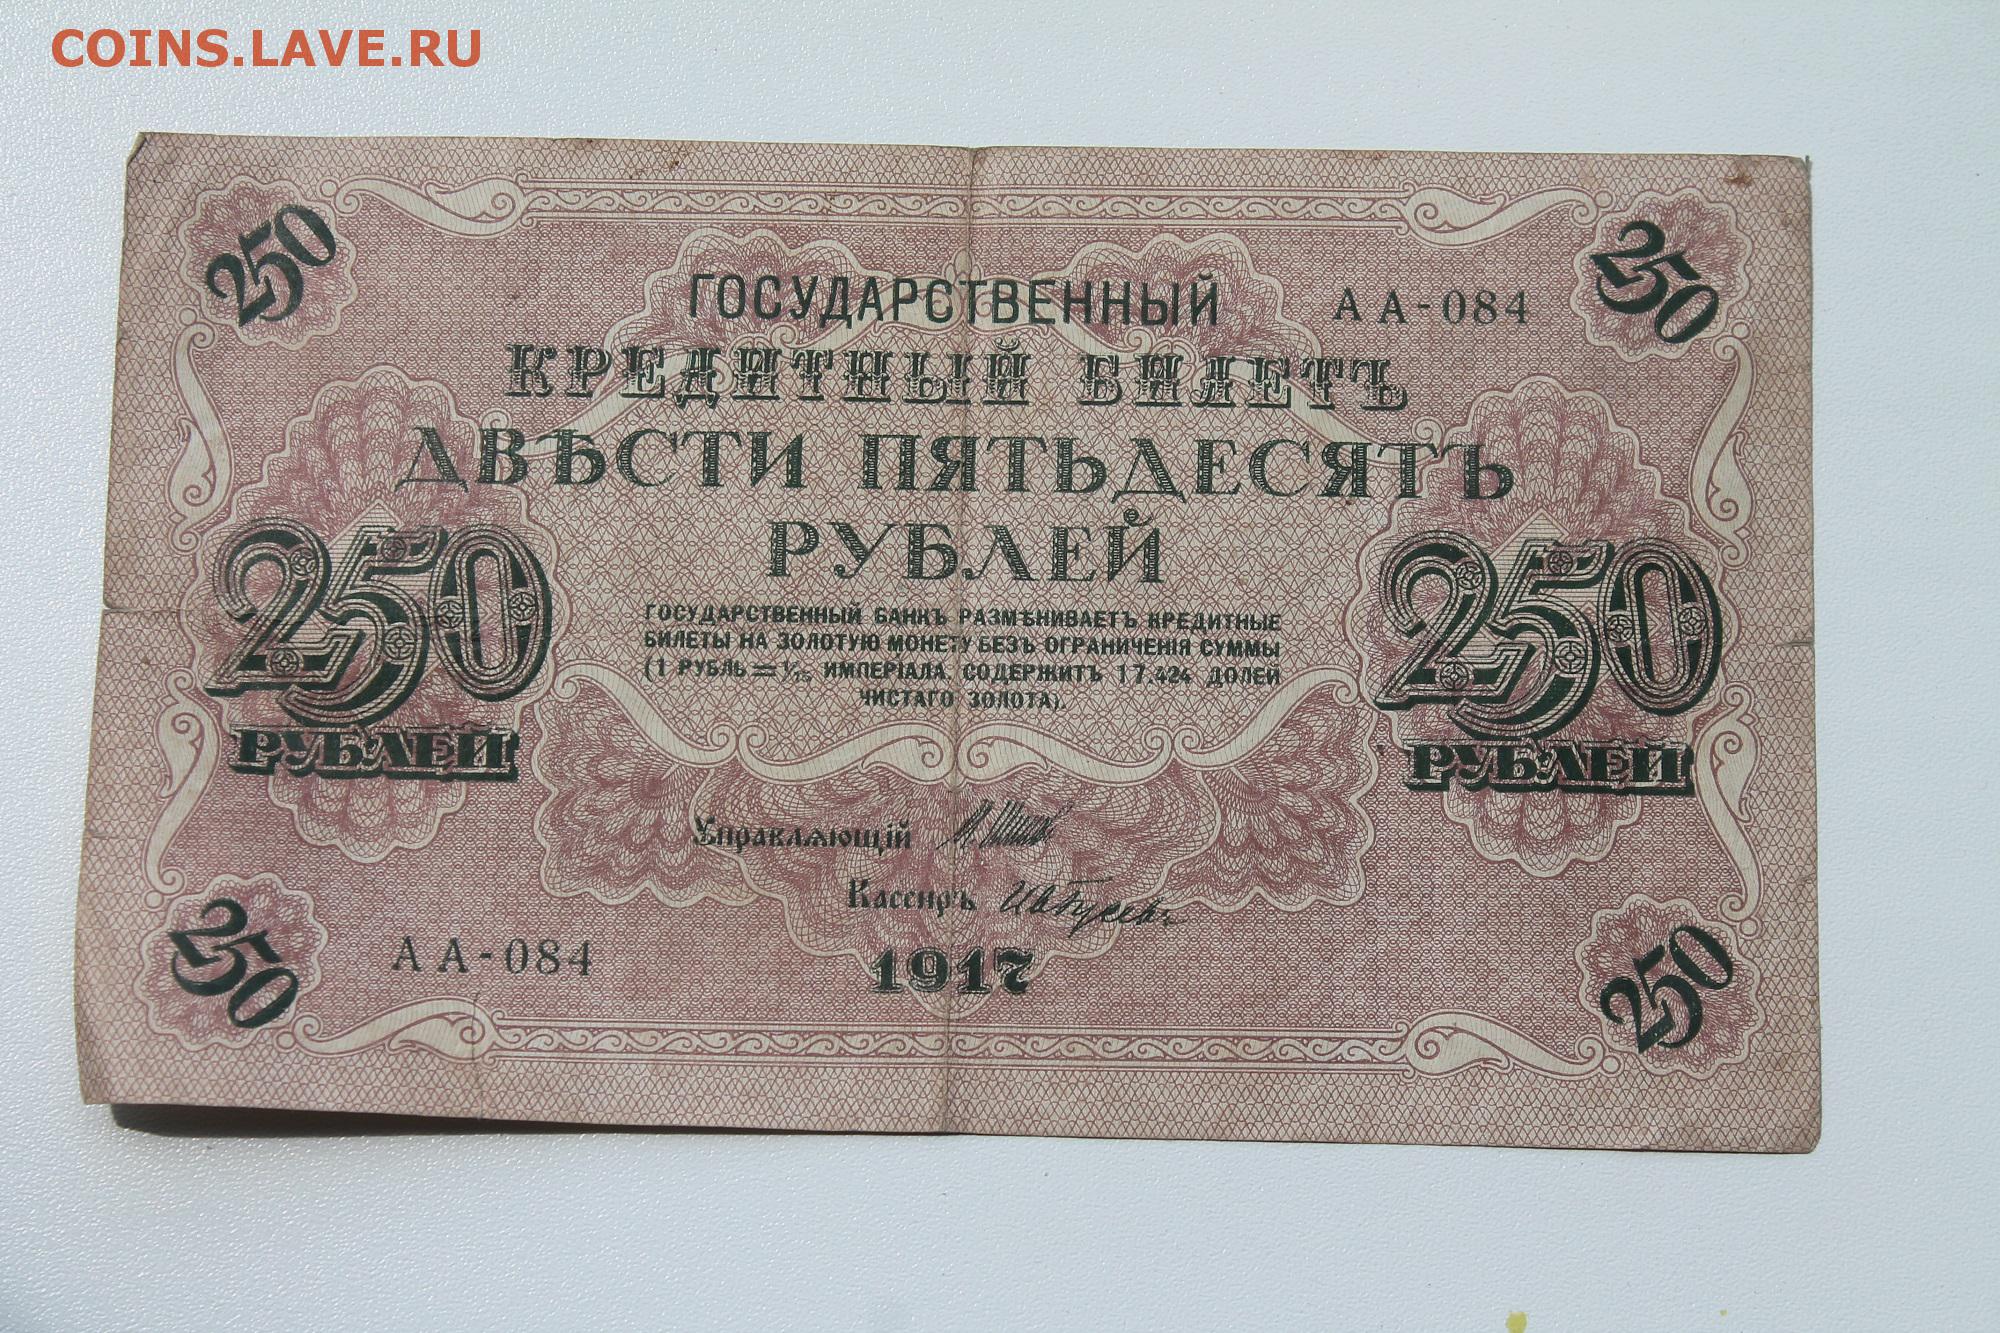 COINS.LAVE.RU
250
250
ГОСУДАРСТВЕННЫЙ АА-084
КРЕДИТНЫЙ БИЛЕТЪ
ДВѢСТИ ПЯТЬДЕСЯТЪ
РУБЛЕЙ
250
250
ГОСУДАРСТВЕННЫЙ БАНКЪ РАЗМѢНИВАЕТЪ КРЕДИТНЫЕ
БИЛЕТЫ НА ЗОЛОТУЮ МОНЕТУ БЕЗЪ ОГРАНИЧЕНІЯ СУММЫ
(1 РУБЛЬ = 1/15 ИМПЕРІАЛА, СОДЕРЖИТЪ 17,424 ДОЛЕЙ
ЧИСТАГО ЗОЛОТА).
РУБЛЕЙ
РУБЛЕЙ
Управляющій И. Шипов
Кассиръ
АА-084
1917
250
250